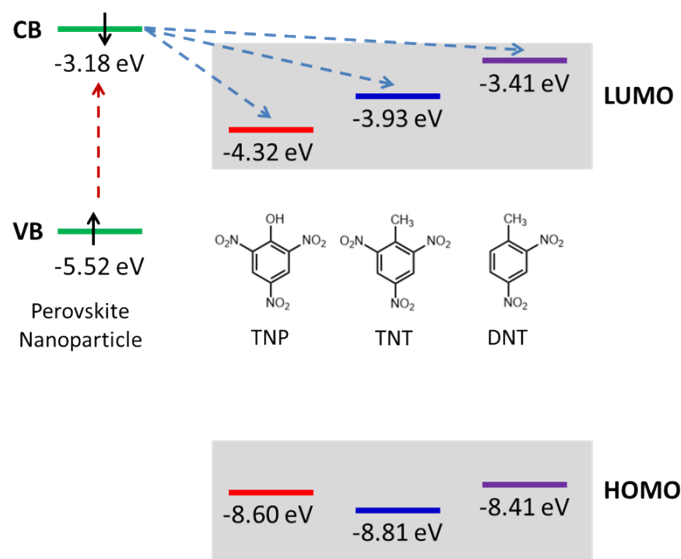 CB
-3.18 eV
-3.41 eV
LUMO
-3.93 eV
-4.32 eV
VB
-5.52 eV
OH
O₂N
NO₂
NO₂
CH₃
O₂N
NO₂
NO₂
CH₃
NO₂
NO₂
Perovskite
Nanoparticle
TNP
TNT
DNT
HOMO
-8.60 eV
-8.81 eV
-8.41 eV